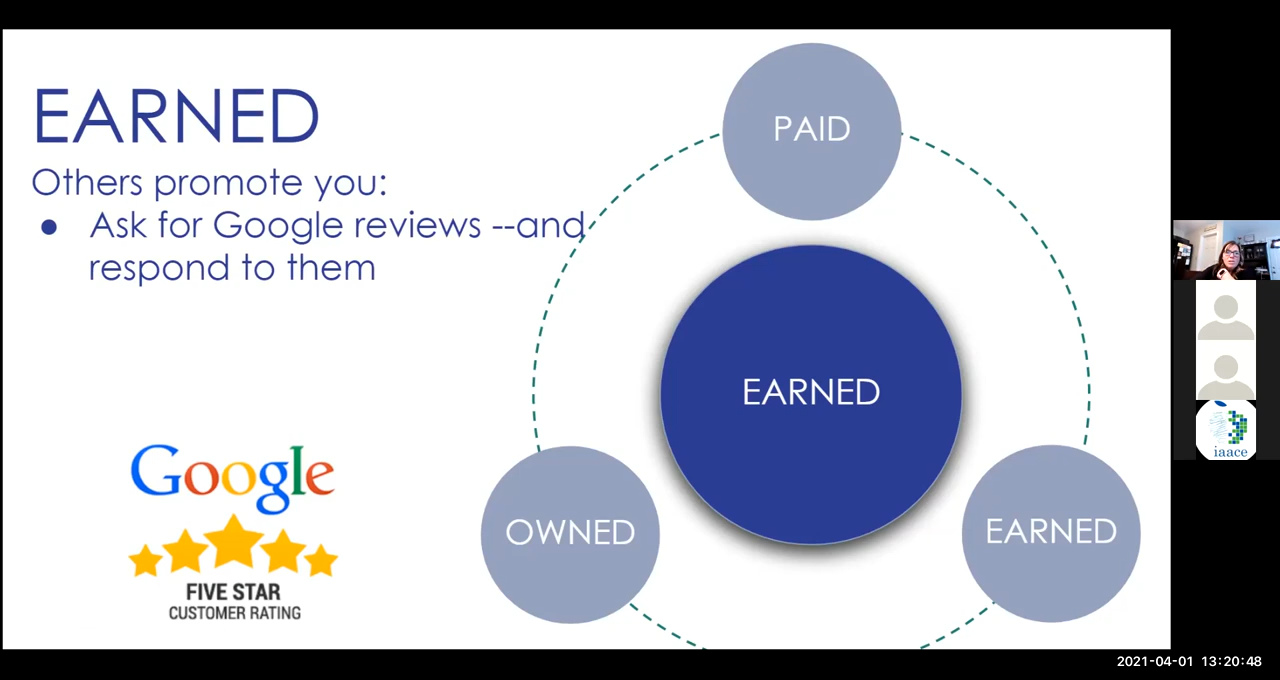 EARNED
Others promote you:
● Ask for Google reviews --and
respond to them
Google
FIVE STAR
CUSTOMER RATING
PAID
EARNED
OWNED
EARNED
iaace
2021-04-01 13:20:48